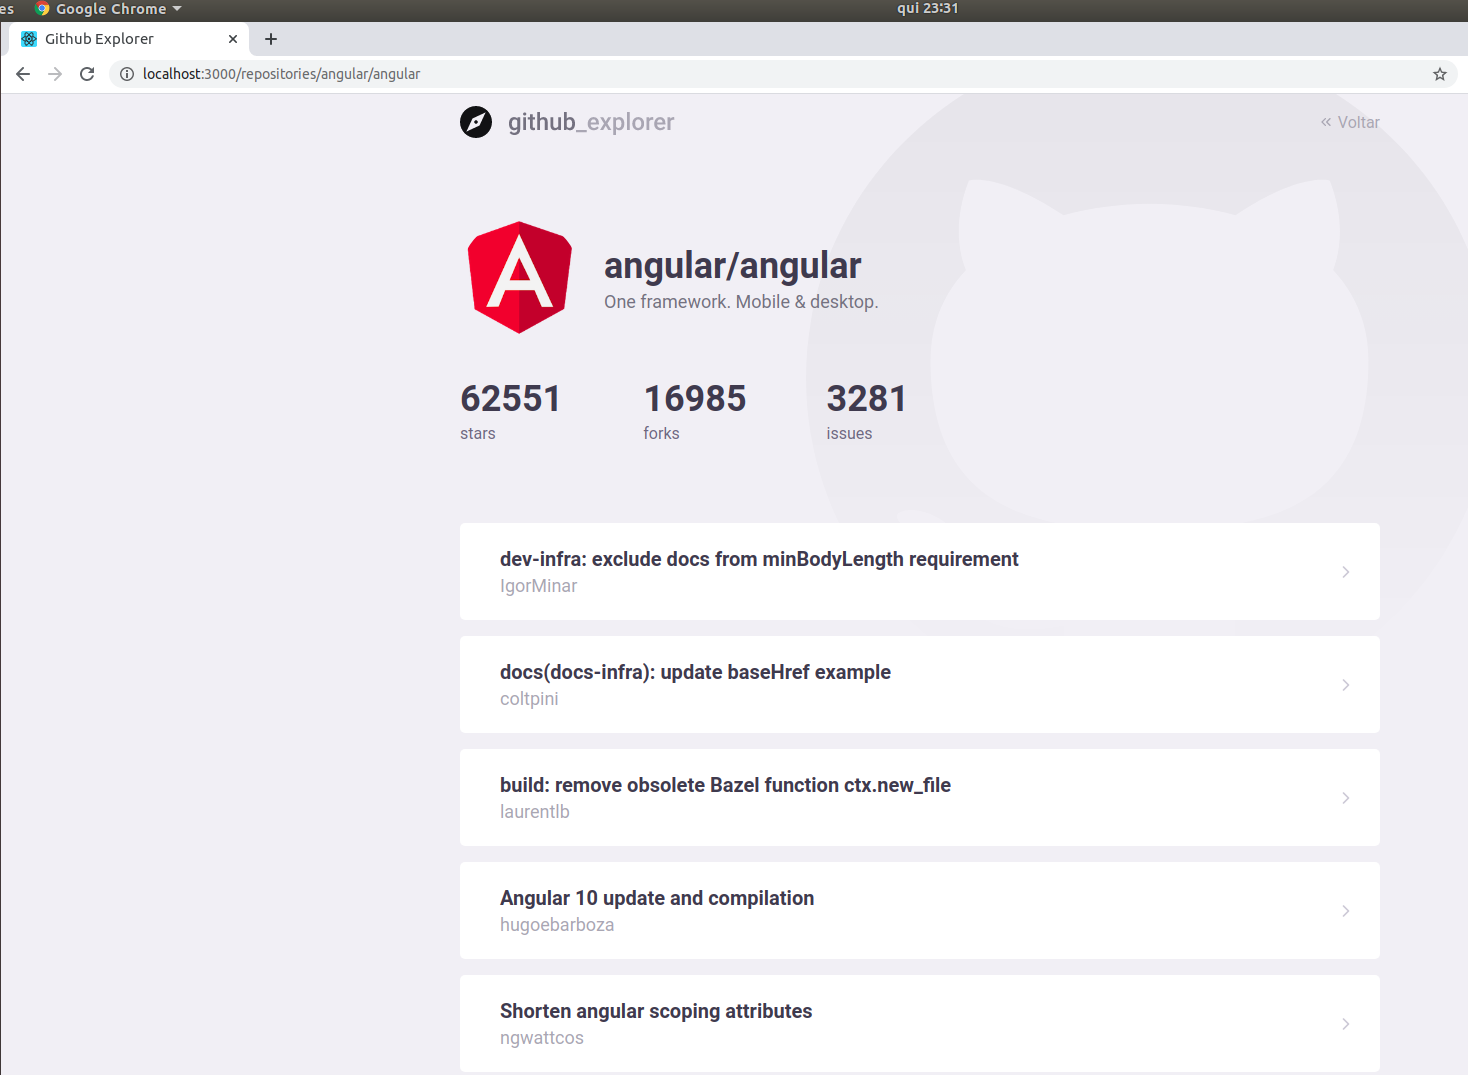 es Google Chrome qui 23:31
Github Explorer
localhost:3000/repositories/angular/angular
github_explorer
Voltar
A
angular/angular
One framework. Mobile & desktop.
62551 16985 3281
stars forks issues
dev-infra: exclude docs from minBodyLength requirement
IgorMinar
docs(docs-infra): update baseHref example
coltpini
build: remove obsolete Bazel function ctx.new_file
laurentlb
Angular 10 update and compilation
hugoebarboza
Shorten angular scoping attributes
ngwattcos